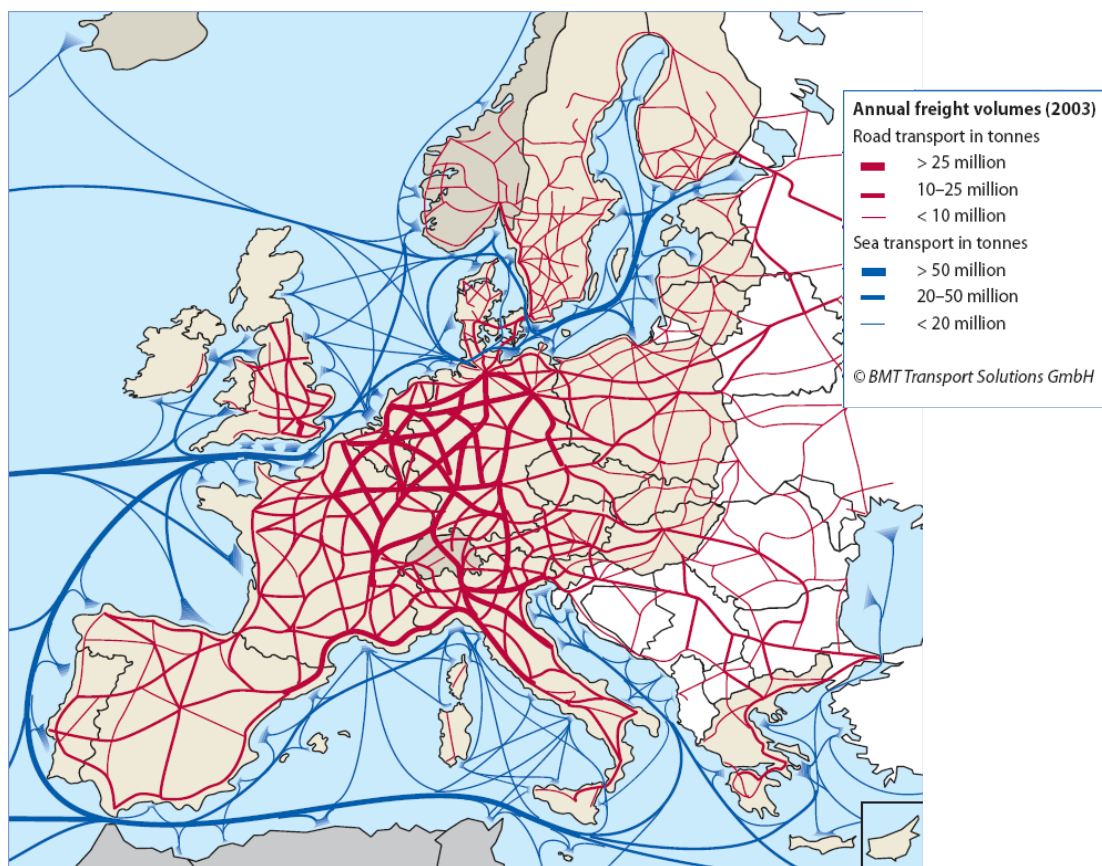 Annual freight volumes (2003)
Road transport in tonnes
> 25 million
10–25 million
< 10 million
Sea transport in tonnes
> 50 million
20–50 million
< 20 million
© BMT Transport Solutions GmbH